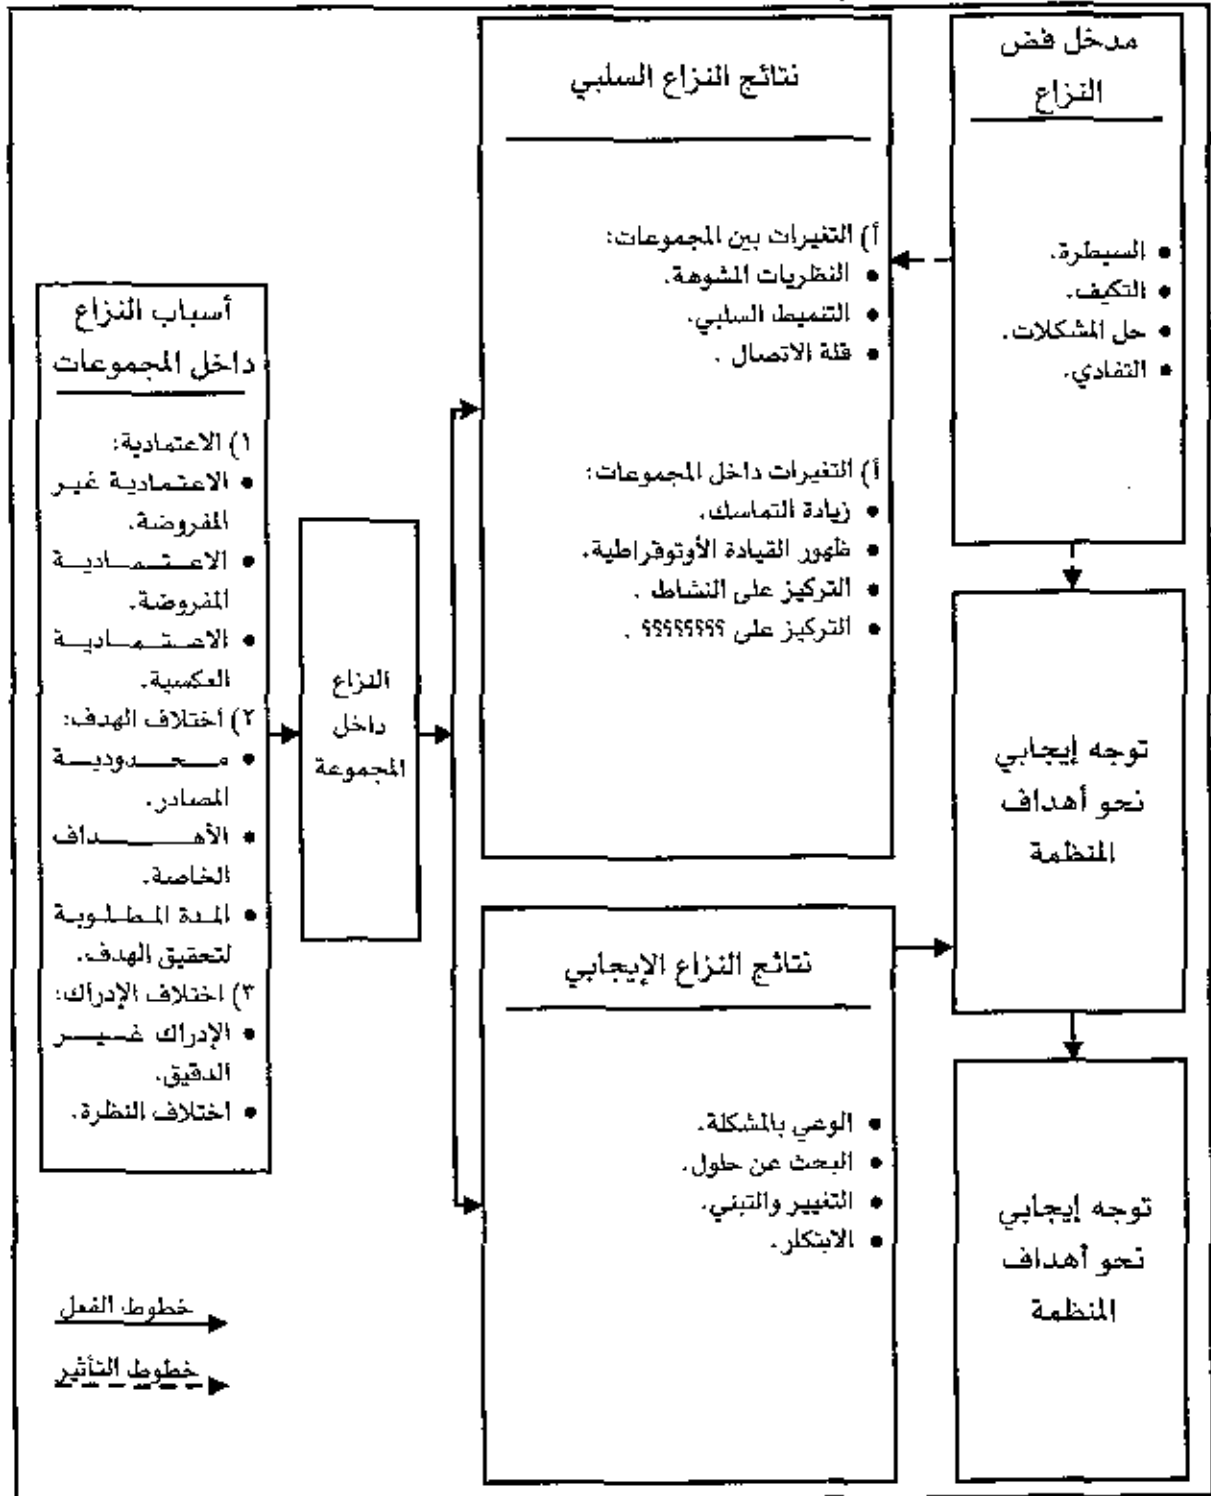 أسباب النزاع
داخل المجموعات
١) الاعتمادية:
• الاعتمادية غير
المفروضة.
• الاعتمادية
المفروضة.
• الاعتمادية
العكسية.
٢) أختلاف الهدف:
• محدودية
المصادر.
• الأهداف
الخاصة.
• المدة المطلوبة
لتحقيق الهدف.
٣) اختلاف الإدراك:
• الإدراك غير
الدقيق.
• اختلاف النظرة.
النزاع
داخل
المجموعة
نتائج النزاع السلبي
أ) التغيرات بين المجموعات:
• النظريات المشوهة.
• التنميط السلبي.
• قلة الاتصال .
أ) التغيرات داخل المجموعات:
• زيادة التماسك.
• ظهور القيادة الأوتوقراطية.
• التركيز على النشاط .
• التركيز على ؟؟؟؟؟؟؟؟؟ .
نتائج النزاع الإيجابي
• الوعي بالمشكلة.
• البحث عن حلول.
• التغيير والتبني.
• الابتكار.
مدخل فض
النزاع
• السيطرة.
• التكيف.
• حل المشكلات.
• التفادي.
توجه إيجابي
نحو أهداف
المنظمة
توجه إيجابي
نحو أهداف
المنظمة
خطوط الفعل
خطوط التأثير